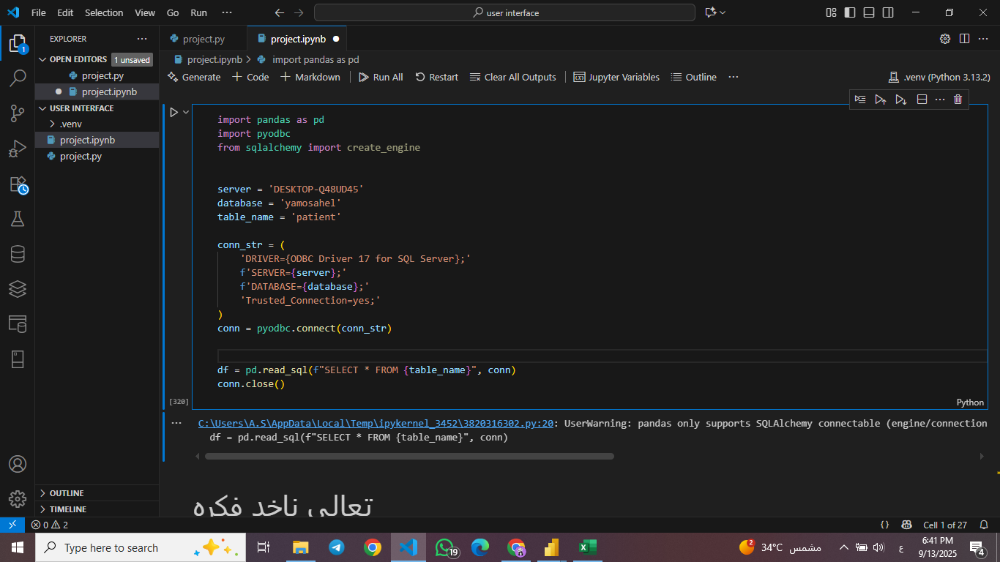 File Edit Selection View Go Run ···
user interface
EXPLORER ···
OPEN EDITORS 1 unsaved
project.py
project.ipynb
USER INTERFACE
.venv
project.ipynb
project.py
OUTLINE
TIMELINE
project.py project.ipynb
project.ipynb > import pandas as pd
Generate + Code + Markdown Run All Restart Clear All Outputs Jupyter Variables Outline ··· .venv (Python 3.13.2)
import pandas as pd
import pyodbc
from sqlalchemy import create_engine
server = 'DESKTOP-Q48UD45'
database = 'yamosahel'
table_name = 'patient'
conn_str = (
'DRIVER={ODBC Driver 17 for SQL Server};'
f'SERVER={server};'
f'DATABASE={database};'
'Trusted_Connection=yes;'
)
conn = pyodbc.connect(conn_str)
df = pd.read_sql(f"SELECT * FROM {table_name}", conn)
conn.close()
[320]
Python
C:\Users\A.S\AppData\Local\Temp\ipykernel_3452\3820316302.py:20: UserWarning: pandas only supports SQLAlchemy connectable (engine/connection
df = pd.read_sql(f"SELECT * FROM {table_name}", conn)
تعالي ناخد فكره
0 2
{} Cell 1 of 27
Type here to search
19
2 34°C مشمس
ع
6:41 PM
9/13/2025
4